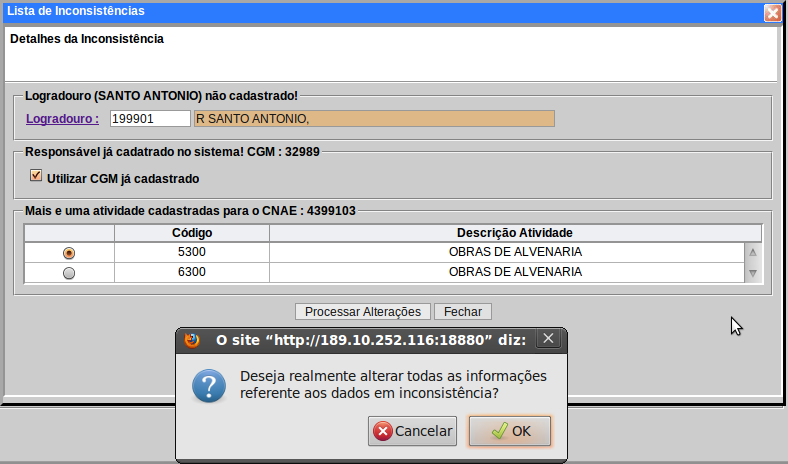 Lista de Inconsistências
Detalhes da Inconsistência
Logradouro (SANTO ANTONIO) não cadastrado!
Logradouro : 199901 R SANTO ANTONIO,
Responsável já cadatrado no sistema! CGM : 32989
Utilizar CGM já cadastrado
Mais e uma atividade cadastradas para o CNAE : 4399103
Código Descrição Atividade
5300 OBRAS DE ALVENARIA
6300 OBRAS DE ALVENARIA
Processar Alterações Fechar
O site “http://189.10.252.116:18880” diz:
Deseja realmente alterar todas as informações
referente aos dados em inconsistência?
Cancelar OK